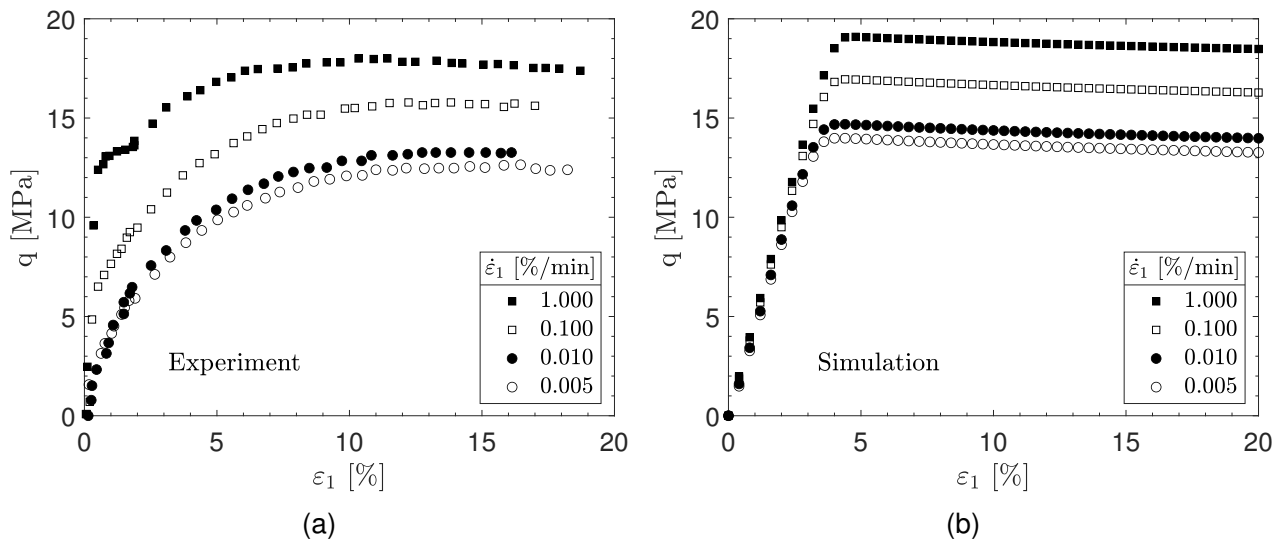 20
15
10
5
0
q [MPa]
0 5 10 15 20
ε₁ [%]
Experiment
ε̇₁ [%/min]
1.000
0.100
0.010
0.005
(a)
20
15
10
5
0
q [MPa]
0 5 10 15 20
ε₁ [%]
Simulation
ε̇₁ [%/min]
1.000
0.100
0.010
0.005
(b)